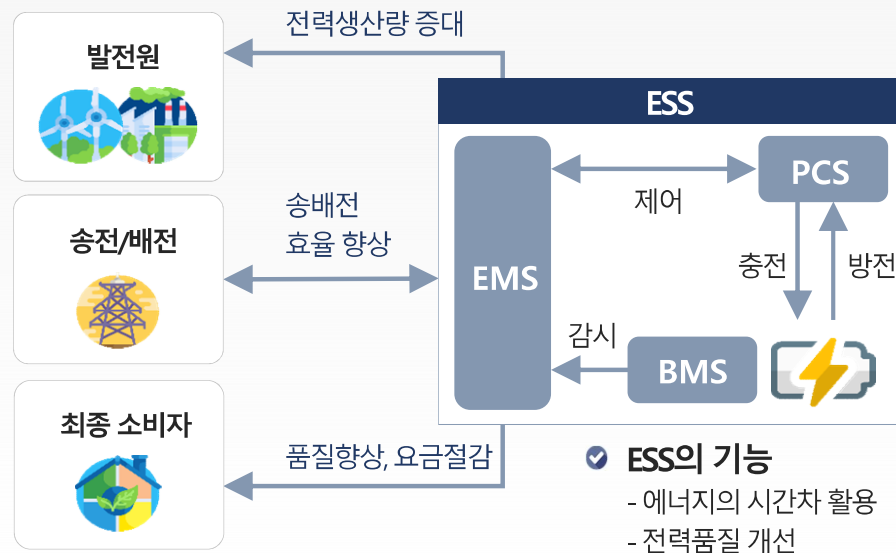 전력생산량 증대
발전원
ESS
EMS
제어
PCS
충전
방전
감시
BMS
송배전
효율 향상
송전/배전
최종 소비자
품질향상, 요금절감
ESS의 기능
- 에너지의 시간차 활용
- 전력품질 개선